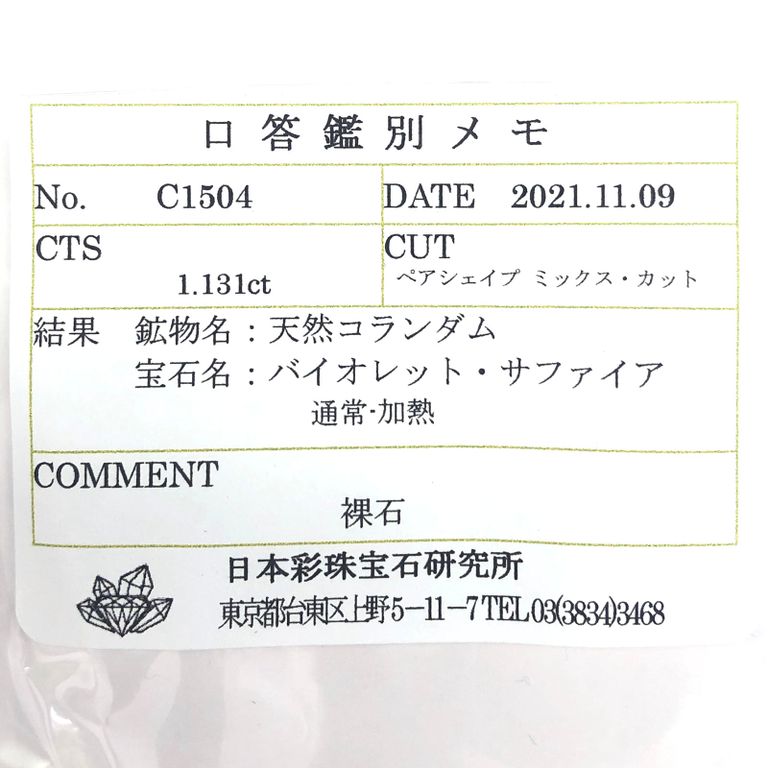 口答鑑別メモ
No. C1504 DATE 2021.11.09
CTS CUT
1.131ct ペアシェイプ ミックス・カット
結果 鉱物名：天然コランダム
宝石名：バイオレット・サファイア
通常・加熱
COMMENT
裸石
日本彩珠宝石研究所
東京都台東区上野5－11－7 TEL 03(3834)3468